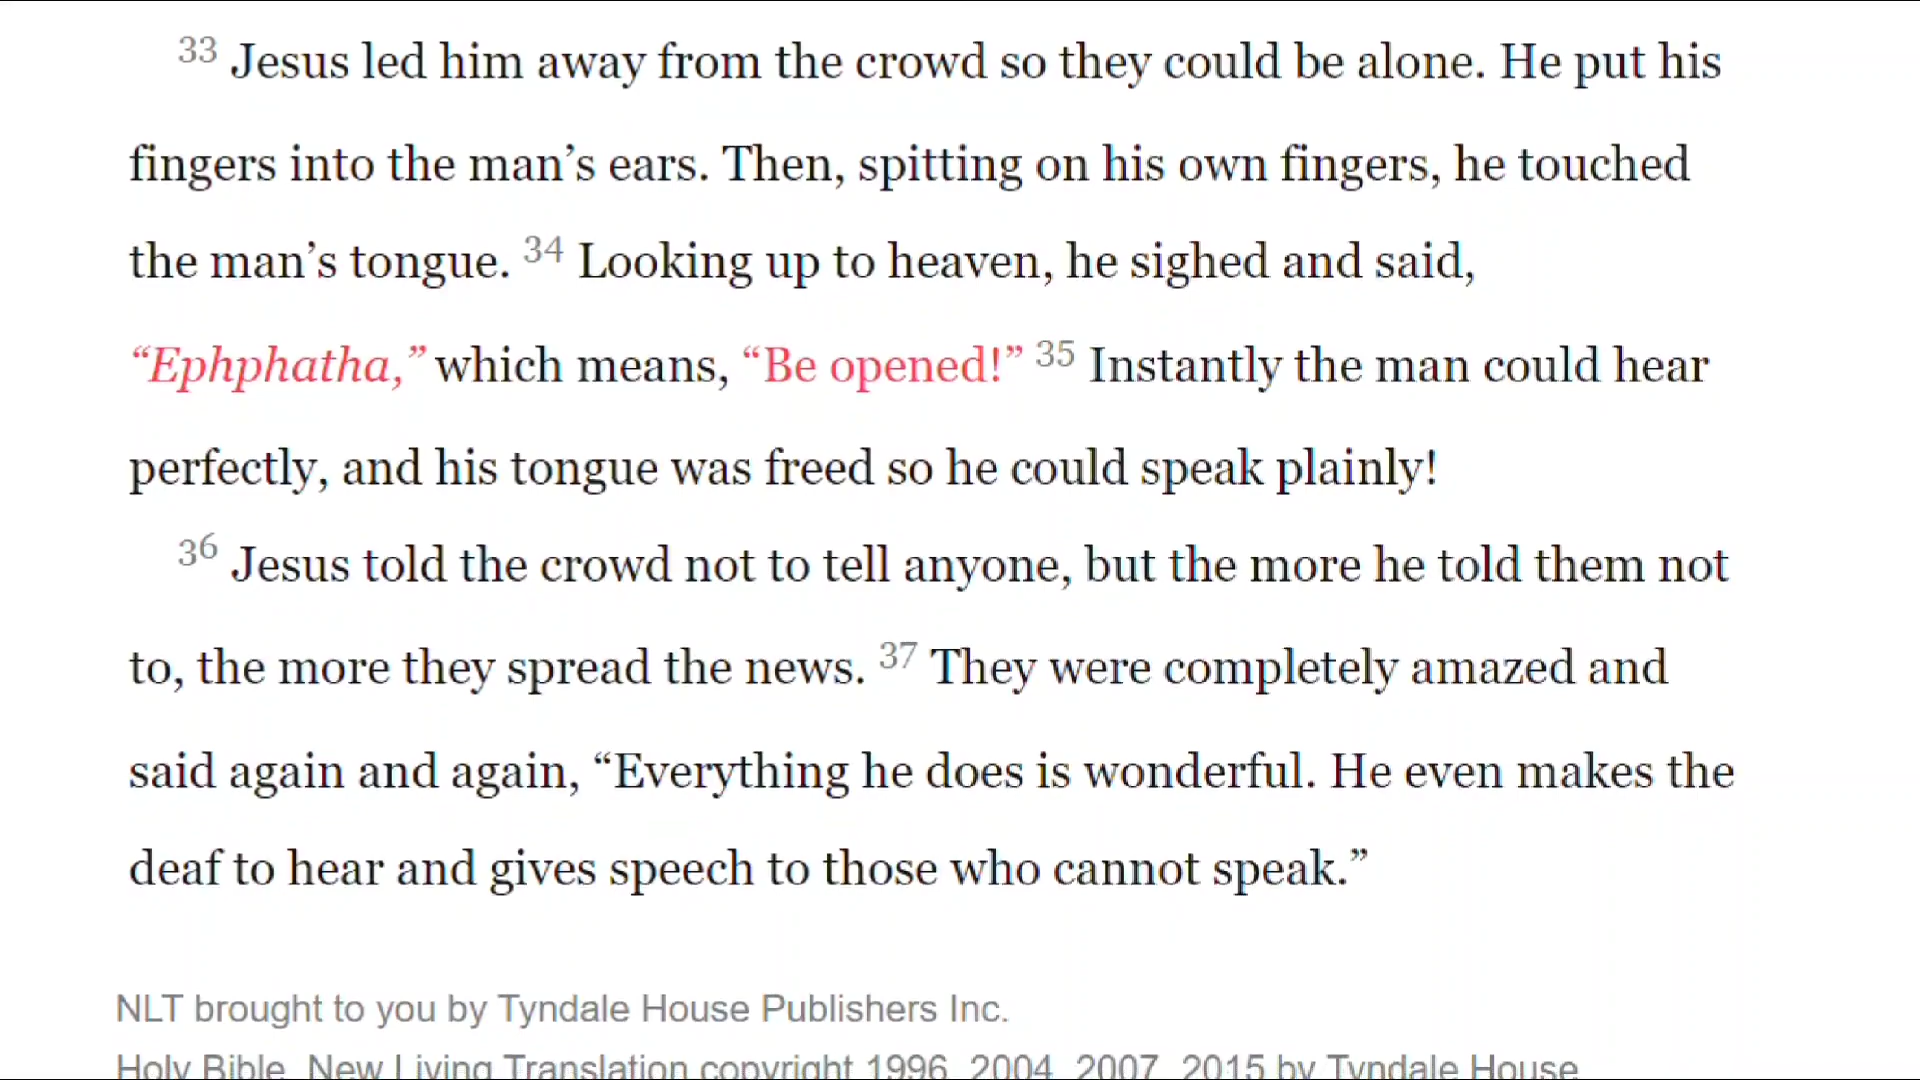 33 Jesus led him away from the crowd so they could be alone. He put his
fingers into the man’s ears. Then, spitting on his own fingers, he touched
the man’s tongue. 34 Looking up to heaven, he sighed and said,
“Ephphatha,” which means, “Be opened!” 35 Instantly the man could hear
perfectly, and his tongue was freed so he could speak plainly!
36 Jesus told the crowd not to tell anyone, but the more he told them not
to, the more they spread the news. 37 They were completely amazed and
said again and again, “Everything he does is wonderful. He even makes the
deaf to hear and gives speech to those who cannot speak.”
NLT brought to you by Tyndale House Publishers Inc.
Holy Bible, New Living Translation copyright 1996, 2004, 2007, 2015 by Tyndale House